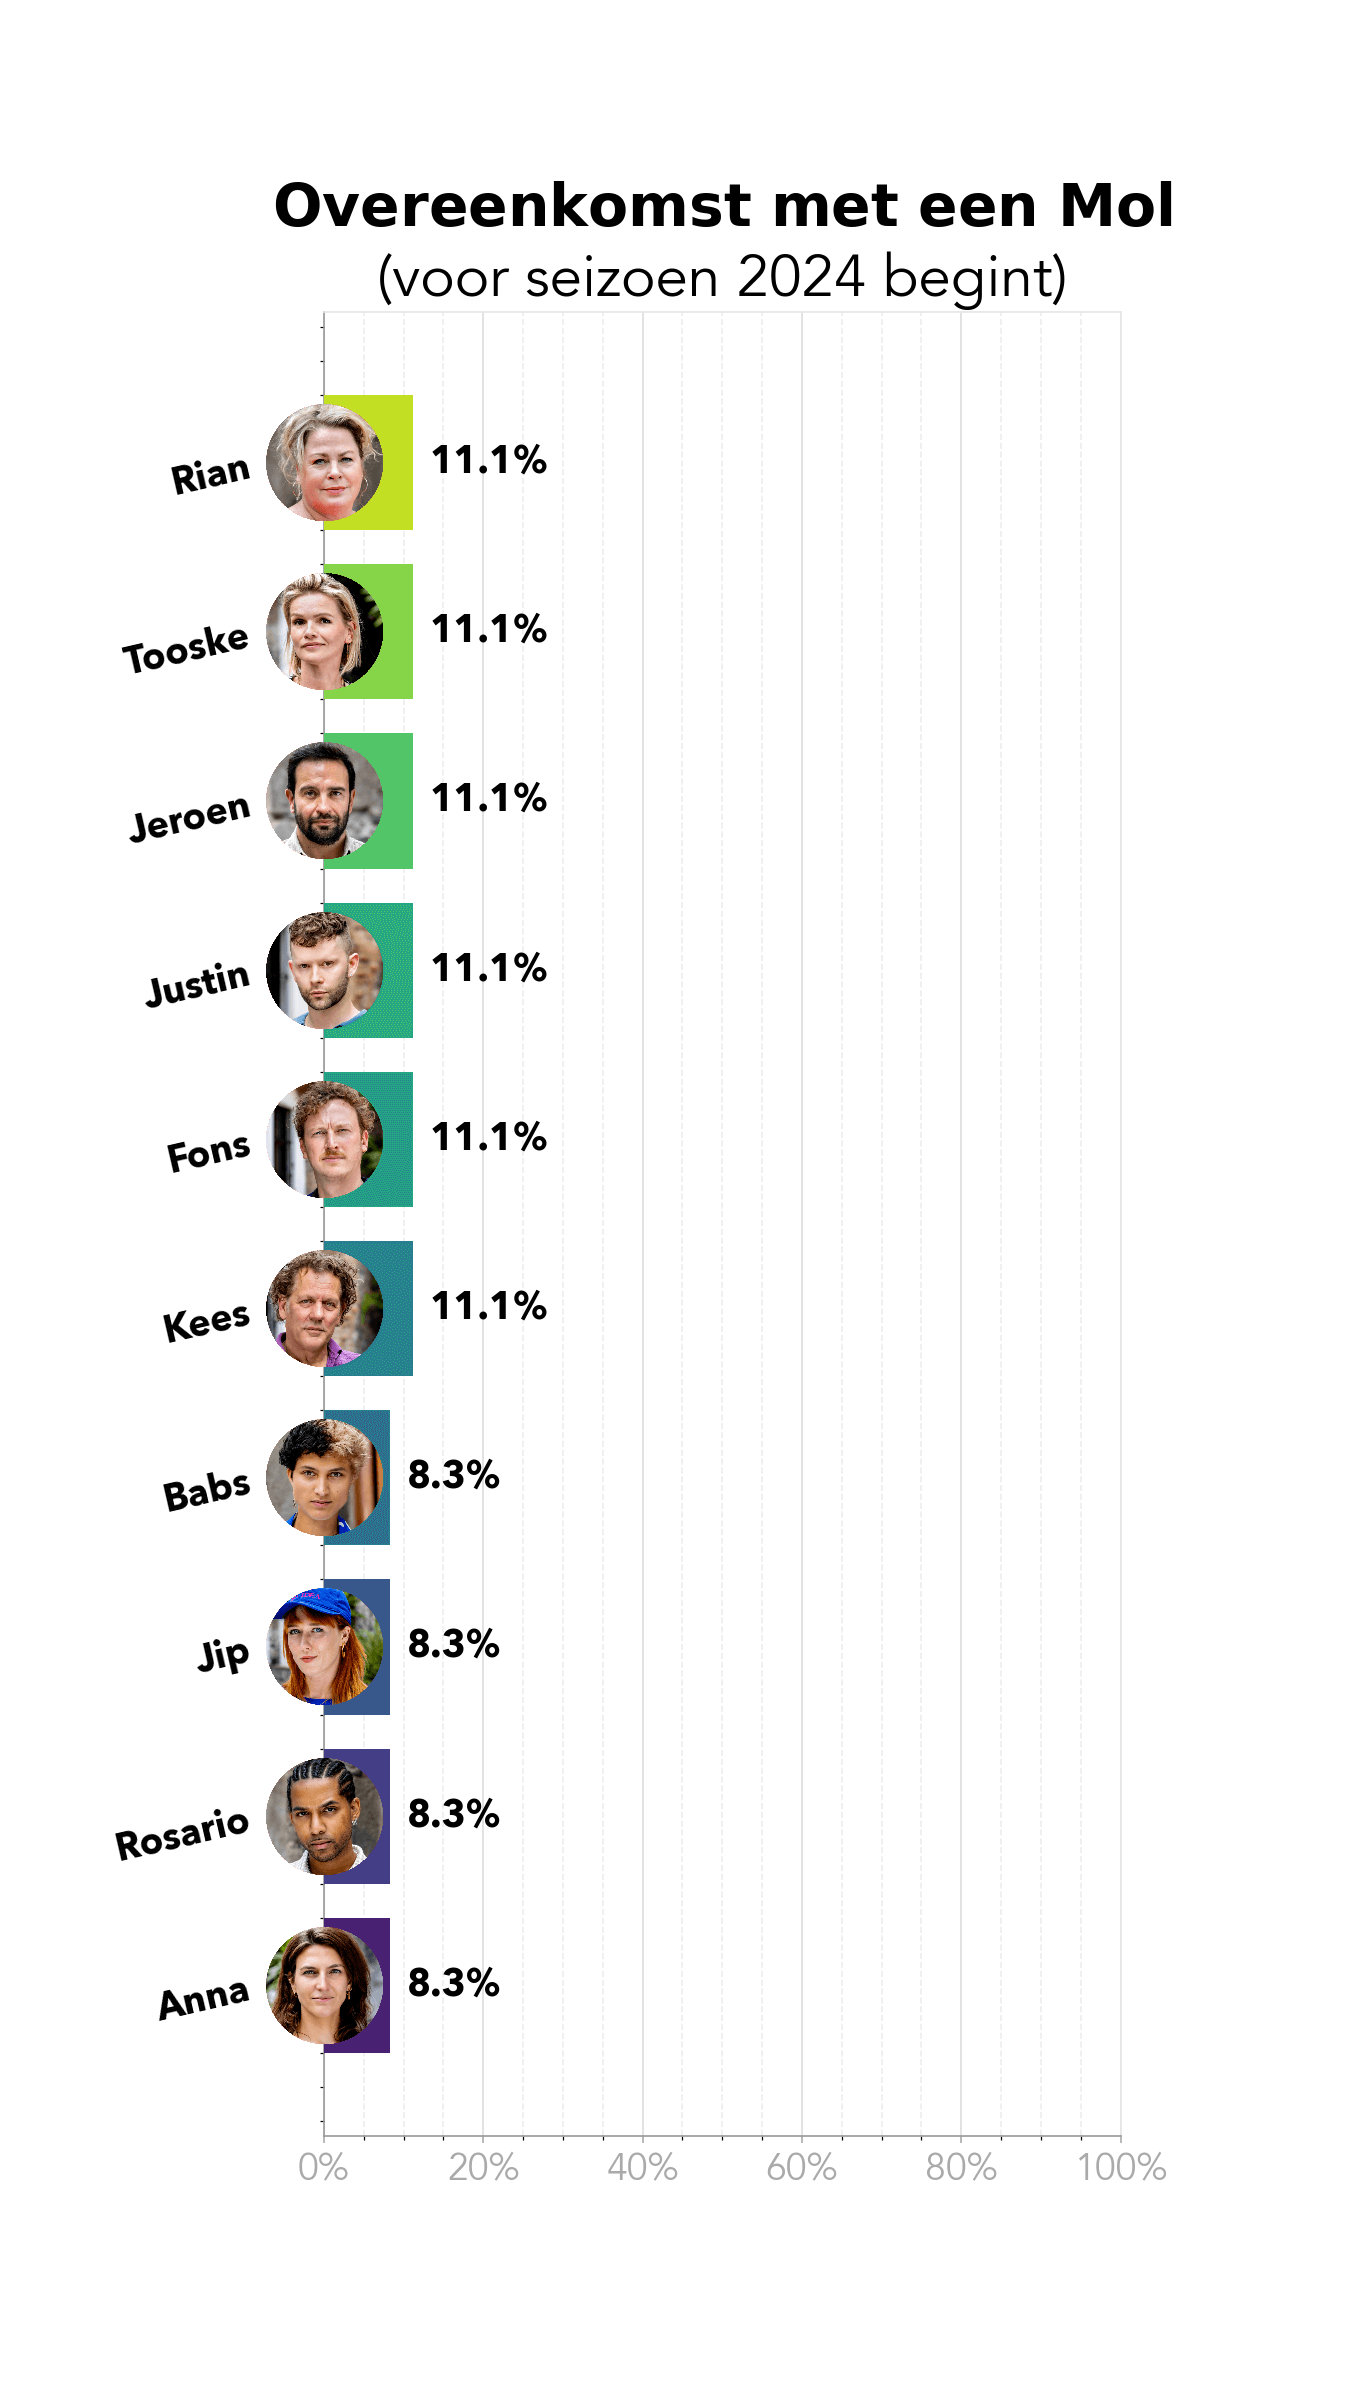 Overeenkomst met een Mol
(voor seizoen 2024 begint)
Rian 11.1%
Tooske 11.1%
Jeroen 11.1%
Justin 11.1%
Fons 11.1%
Kees 11.1%
Babs 8.3%
Jip 8.3%
Rosario 8.3%
Anna 8.3%
0% 20% 40% 60% 80% 100%